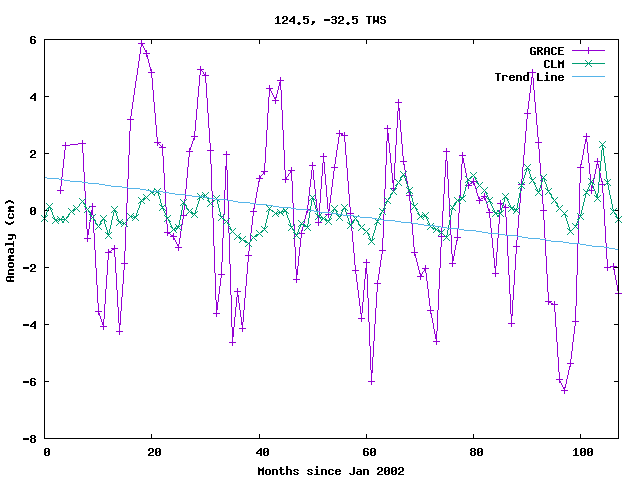 124.5, -32.5 TWS
GRACE
CLM
Trend Line
6
4
2
0
-2
-4
-6
-8
Anomaly (cm)
0 20 40 60 80 100
Months since Jan 2002